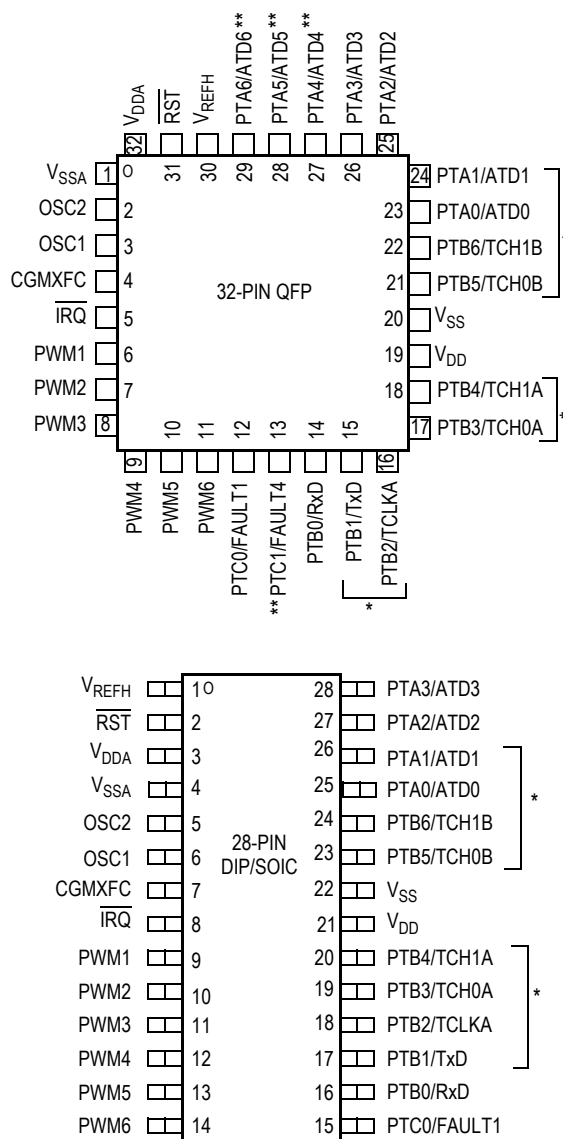 VDDA
RST
VREFH
PTA6/ATD6**
PTA5/ATD5**
PTA4/ATD4**
PTA3/ATD3
PTA2/ATD2
32
31
30
29
28
27
26
25
VSSA 1
OSC2 2
OSC1 3
CGMXFC 4
IRQ 5
PWM1 6
PWM2 7
PWM3 8
32-PIN QFP
24 PTA1/ATD1
23 PTA0/ATD0
22 PTB6/TCH1B
21 PTB5/TCH0B
20 VSS
19 VDD
18 PTB4/TCH1A
17 PTB3/TCH0A
*
9
10
11
12
13
14
15
16
PWM4
PWM5
PWM6
PTC0/FAULT1
**PTC1/FAULT4
PTB0/RxD
PTB1/TxD
PTB2/TCLKA
*
VREFH 1
RST 2
VDDA 3
VSSA 4
OSC2 5
OSC1 6
CGMXFC 7
IRQ 8
PWM1 9
PWM2 10
PWM3 11
PWM4 12
PWM5 13
PWM6 14
28-PIN
DIP/SOIC
28 PTA3/ATD3
27 PTA2/ATD2
26 PTA1/ATD1
25 PTA0/ATD0
24 PTB6/TCH1B
23 PTB5/TCH0B
*
22 VSS
21 VDD
20 PTB4/TCH1A
19 PTB3/TCH0A
18 PTB2/TCLKA
17 PTB1/TxD
*
16 PTB0/RxD
15 PTC0/FAULT1